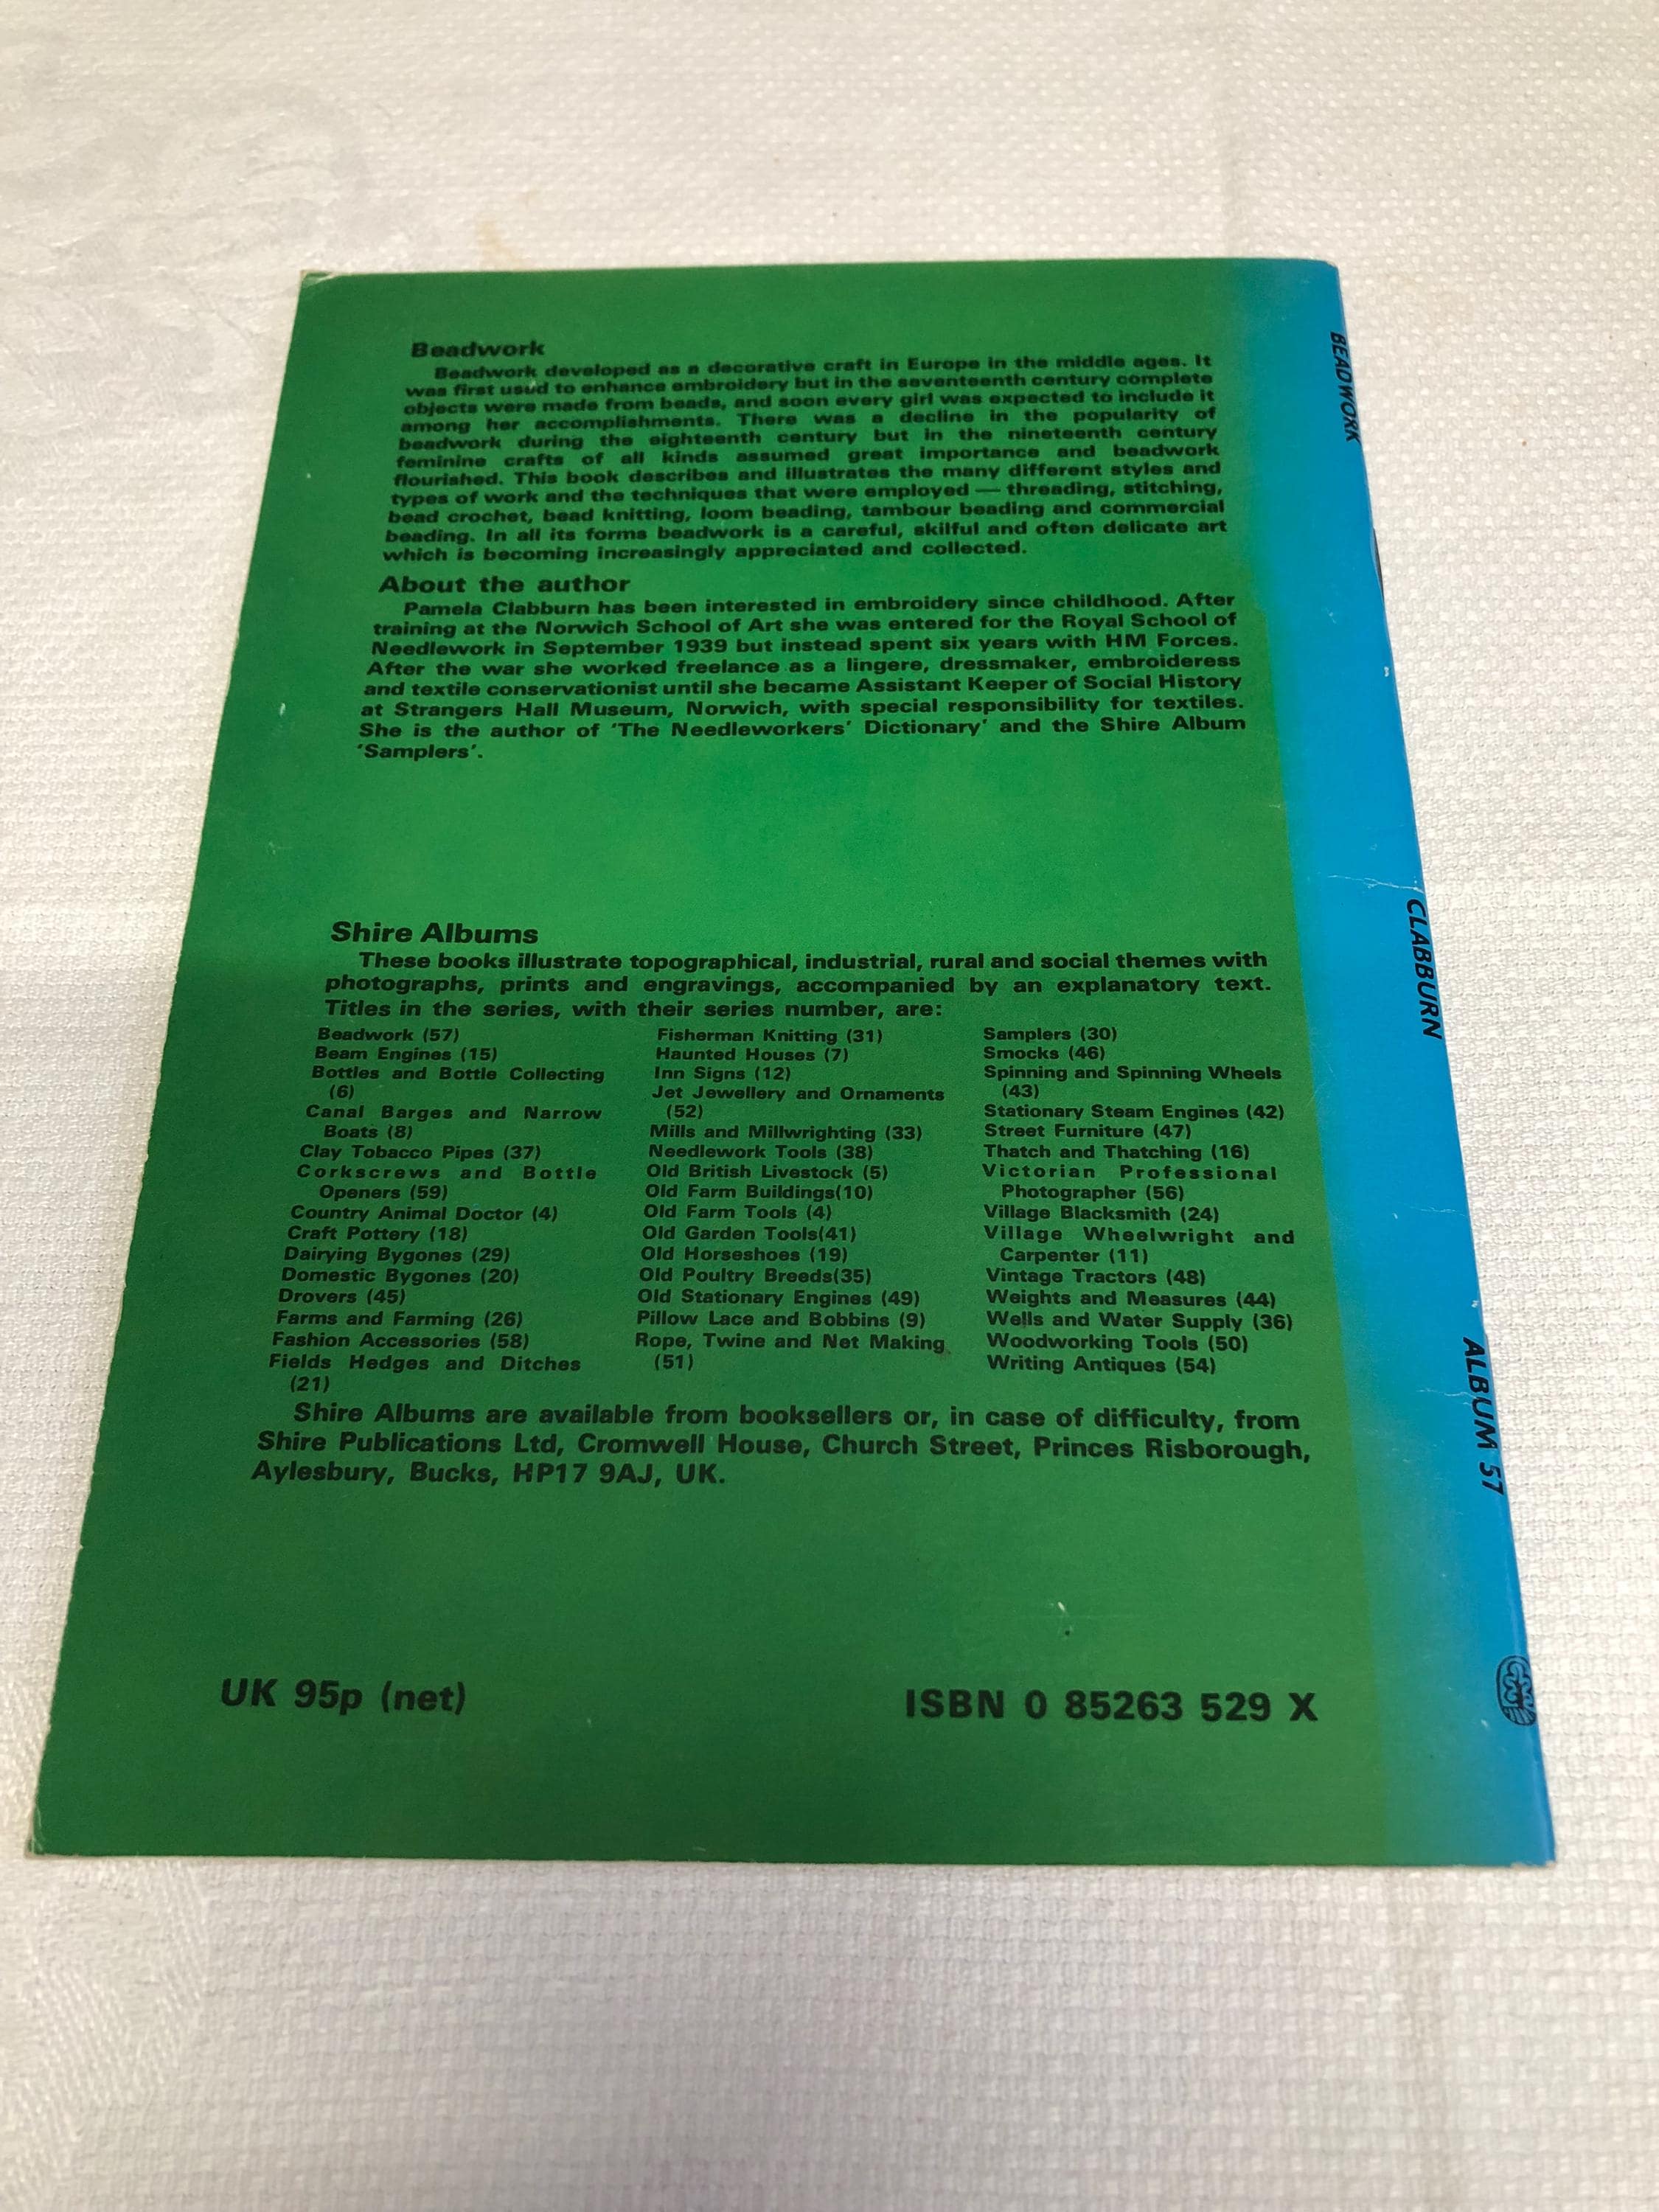 Beadwork
Beadwork developed as a decorative craft in Europe in the middle ages. It
was first used to enhance embroidery but in the seventeenth century complete
objects were made from beads, and soon every girl was expected to include it
among her accomplishments. There was a decline in the popularity of
beadwork during the eighteenth century but in the nineteenth century
feminine crafts of all kinds assumed great importance and beadwork
flourished. This book describes and illustrates the many different styles and
types of work and the techniques that were employed — threading, stitching,
bead crochet, bead knitting, loom beading, tambour beading and commercial
beading. In all its forms beadwork is a careful, skilful and often delicate art
which is becoming increasingly appreciated and collected.
About the author
Pamela Clabburn has been interested in embroidery since childhood. After
training at the Norwich School of Art she was entered for the Royal School of
Needlework in September 1939 but instead spent six years with HM Forces.
After the war she worked freelance as a lingere, dressmaker, embroideress
and textile conservationist until she became Assistant Keeper of Social History
at Strangers Hall Museum, Norwich, with special responsibility for textiles.
She is the author of 'The Needleworkers' Dictionary' and the Shire Album
'Samplers'.
Shire Albums
These books illustrate topographical, industrial, rural and social themes with
photographs, prints and engravings, accompanied by an explanatory text.
Titles in the series, with their series number, are:
Beadwork (57)
Beam Engines (15)
Bottles and Bottle Collecting
(6)
Canal Barges and Narrow
Boats (8)
Clay Tobacco Pipes (37)
Corkscrews and Bottle
Openers (59)
Country Animal Doctor (4)
Craft Pottery (18)
Dairying Bygones (29)
Domestic Bygones (20)
Drovers (45)
Farms and Farming (26)
Fashion Accessories (58)
Fields Hedges and Ditches
(21)
Fisherman Knitting (31)
Haunted Houses (7)
Inn Signs (12)
Jet Jewellery and Ornaments
(52)
Mills and Millwrighting (33)
Needlework Tools (38)
Old British Livestock (5)
Old Farm Buildings(10)
Old Farm Tools (4)
Old Garden Tools(41)
Old Horseshoes (19)
Old Poultry Breeds(35)
Old Stationary Engines (49)
Pillow Lace and Bobbins (9)
Rope, Twine and Net Making
(51)
Samplers (30)
Smocks (46)
Spinning and Spinning Wheels
(43)
Stationary Steam Engines (42)
Street Furniture (47)
Thatch and Thatching (16)
Victorian Professional
Photographer (56)
Village Blacksmith (24)
Village Wheelwright and
Carpenter (11)
Vintage Tractors (48)
Weights and Measures (44)
Wells and Water Supply (36)
Woodworking Tools (50)
Writing Antiques (54)
Shire Albums are available from booksellers or, in case of difficulty, from
Shire Publications Ltd, Cromwell House, Church Street, Princes Risborough,
Aylesbury, Bucks, HP17 9AJ, UK.
UK 95p (net)
ISBN 0 85263 529 X
BEADWORK
CLABBURN
ALBUM 57